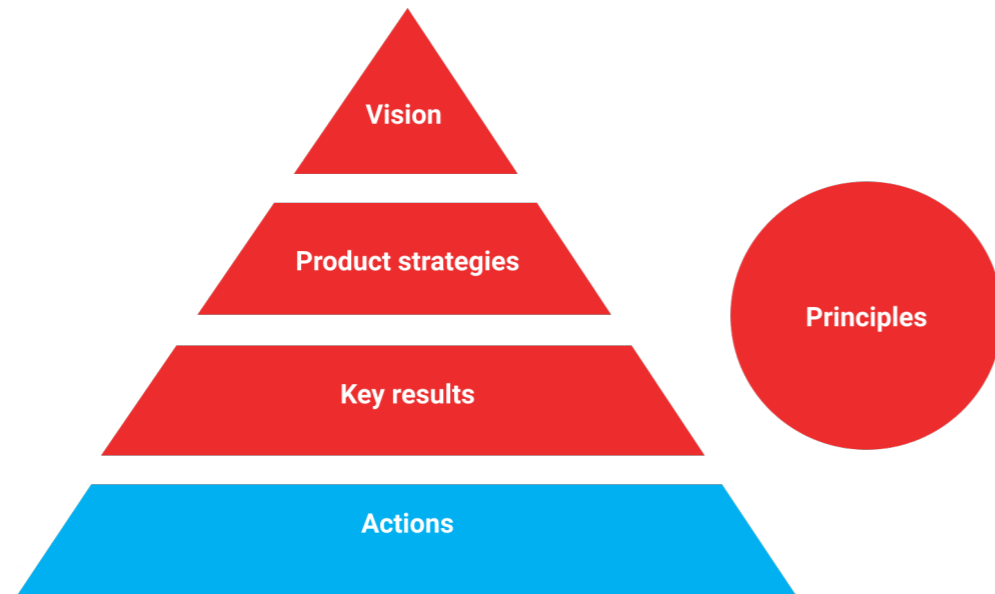 Vision
Product strategies
Principles
Key results
Actions